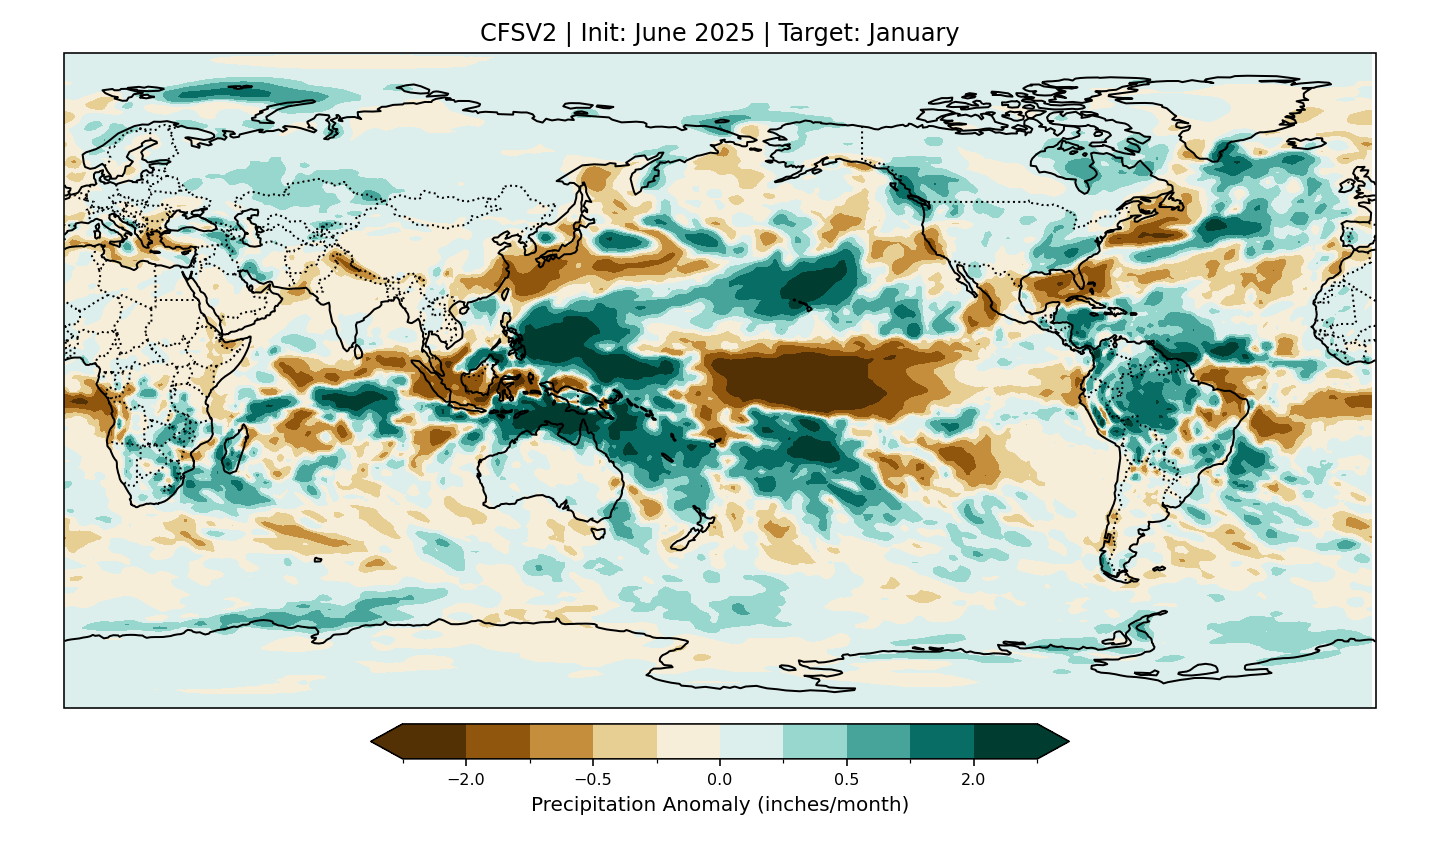 CFSV2 | Init: June 2025 | Target: January
−2.0 −0.5 0.0 0.5 2.0
Precipitation Anomaly (inches/month)